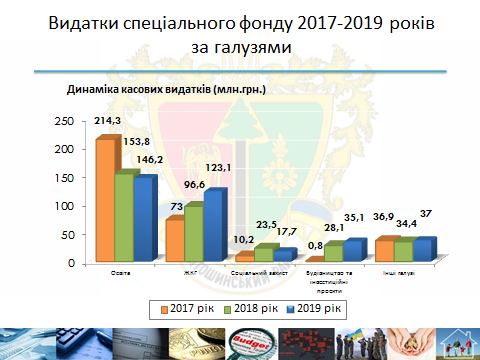 Видатки спеціального фонду 2017-2019 років
за галузями
Динаміка касових видатків (млн.грн.)
250
200
150
100
50
0
214,3
153,8
146,2
73
96,6
123,1
10,2
23,5
17,7
0,8
28,1
35,1
36,9
34,4
37
Освіта
ЖКГ
Соціальний захист
Будівництво та
інвестиційні
проекти
Інші галузі
2017 рік
2018 рік
2019 рік
Budget